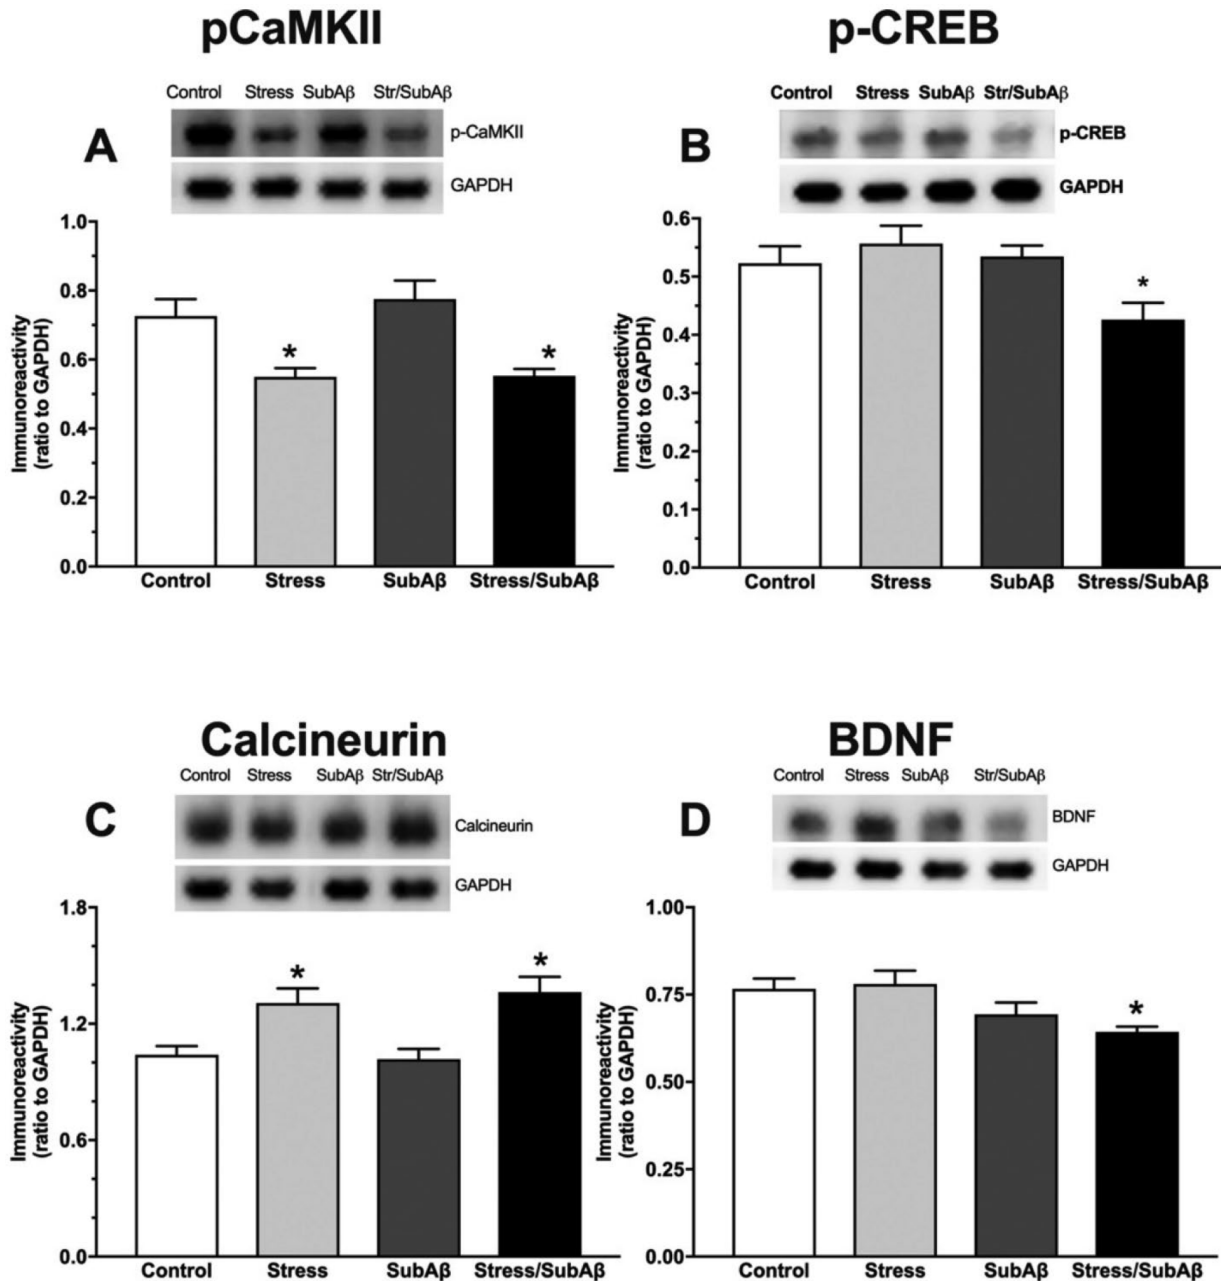 pCaMKII
A
Control Stress SubAβ Str/SubAβ
p-CaMKII
GAPDH
Immunoreactivity
(ratio to GAPDH)
1.0
0.8
0.6
0.4
0.2
0.0
*
*
Control Stress SubAβ Stress/SubAβ
p-CREB
B
Control Stress SubAβ Str/SubAβ
p-CREB
GAPDH
Immunoreactivity
(ratio to GAPDH)
0.6
0.5
0.4
0.3
0.2
0.1
0.0
*
Control Stress SubAβ Stress/SubAβ
Calcineurin
C
Control Stress SubAβ Str/SubAβ
Calcineurin
GAPDH
Immunoreactivity
(ratio to GAPDH)
1.8
1.2
0.6
0.0
*
*
Control Stress SubAβ Stress/SubAβ
BDNF
D
Control Stress SubAβ Str/SubAβ
BDNF
GAPDH
Immunoreactivity
(ratio to GAPDH)
1.00
0.75
0.50
0.25
0.00
*
Control Stress SubAβ Stress/SubAβ